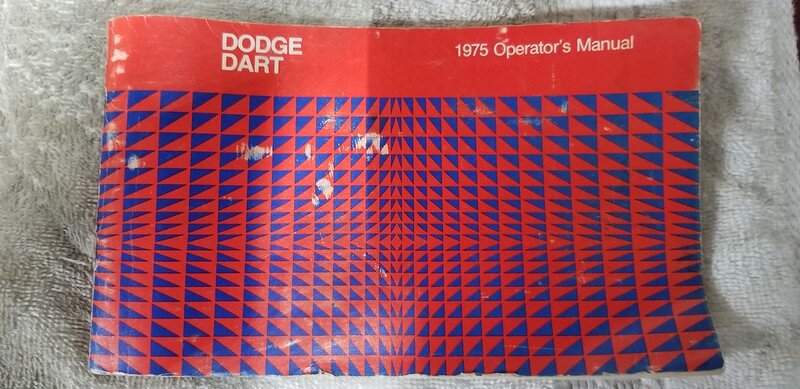 DODGE
DART
1975 Operator's Manual